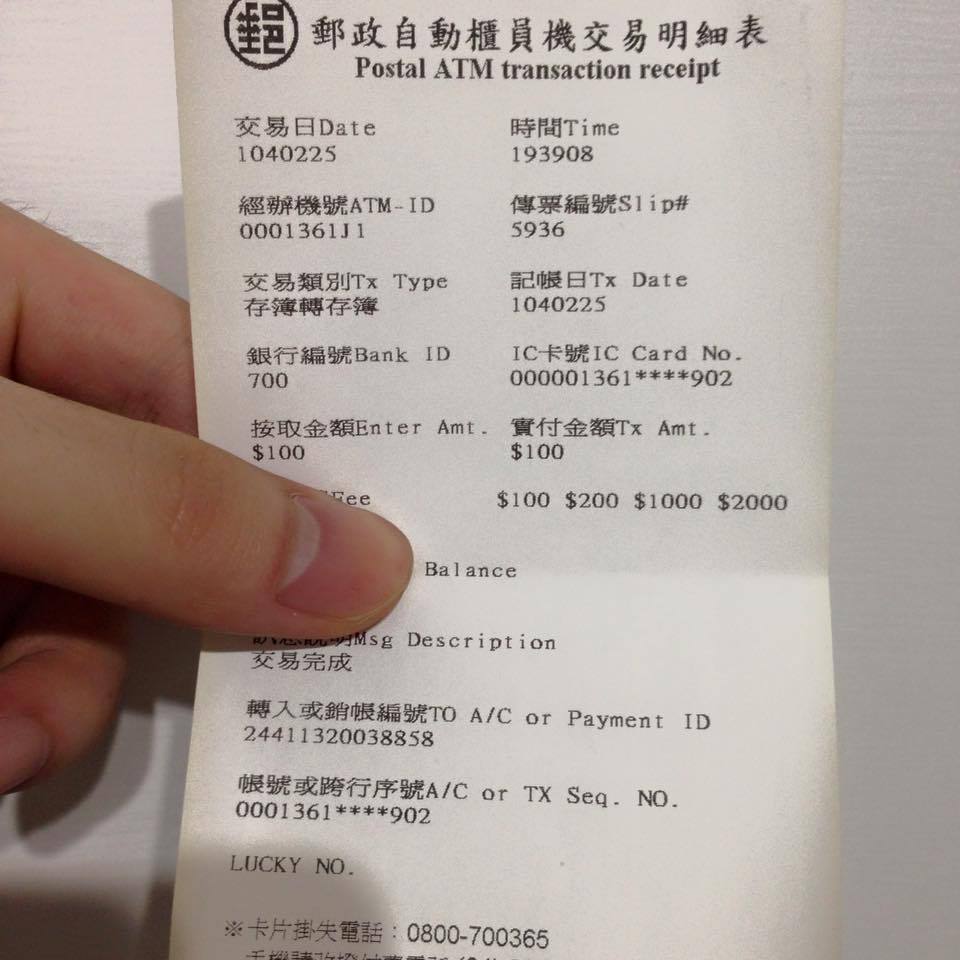 郵
郵政自動櫃員機交易明細表
Postal ATM transaction receipt
交易日Date 時間Time
1040225 193908
經辦機號ATM-ID 傳票編號Slip#
0001361J1 5936
交易類別Tx Type 記帳日Tx Date
存簿轉存簿 1040225
銀行編號Bank ID IC卡號IC Card No.
700 000001361****902
按取金額Enter Amt. 實付金額Tx Amt.
$100 $100
Fee $100 $200 $1000 $2000
Balance
訊息說明Msg Description
交易完成
轉入或銷帳編號TO A/C or Payment ID
24411320038858
帳號或跨行序號A/C or TX Seq. NO.
0001361****902
LUCKY NO.
※卡片掛失電話：0800-700365